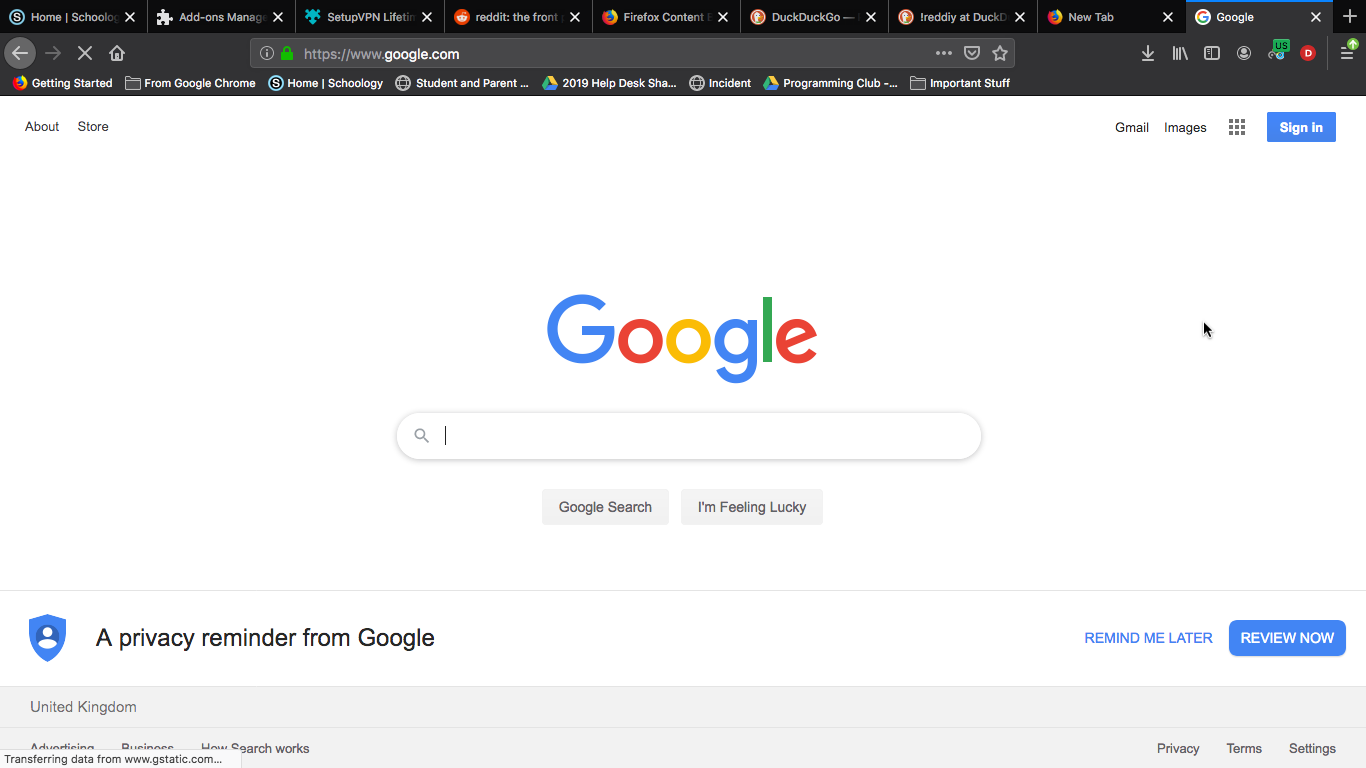 Home | Schoolog Add-ons Manage SetupVPN Lifetin reddit: the front p Firefox Content B DuckDuckGo — !reddiy at DuckD New Tab Google
https://www.google.com US D
Getting Started From Google Chrome Home | Schoology Student and Parent ... 2019 Help Desk Sha... Incident Programming Club -... Important Stuff
About Store Gmail Images Sign in
Google
Google Search I'm Feeling Lucky
A privacy reminder from Google REMIND ME LATER REVIEW NOW
United Kingdom
Advertising Business How Search works Privacy Terms Settings
Transferring data from www.gstatic.com...